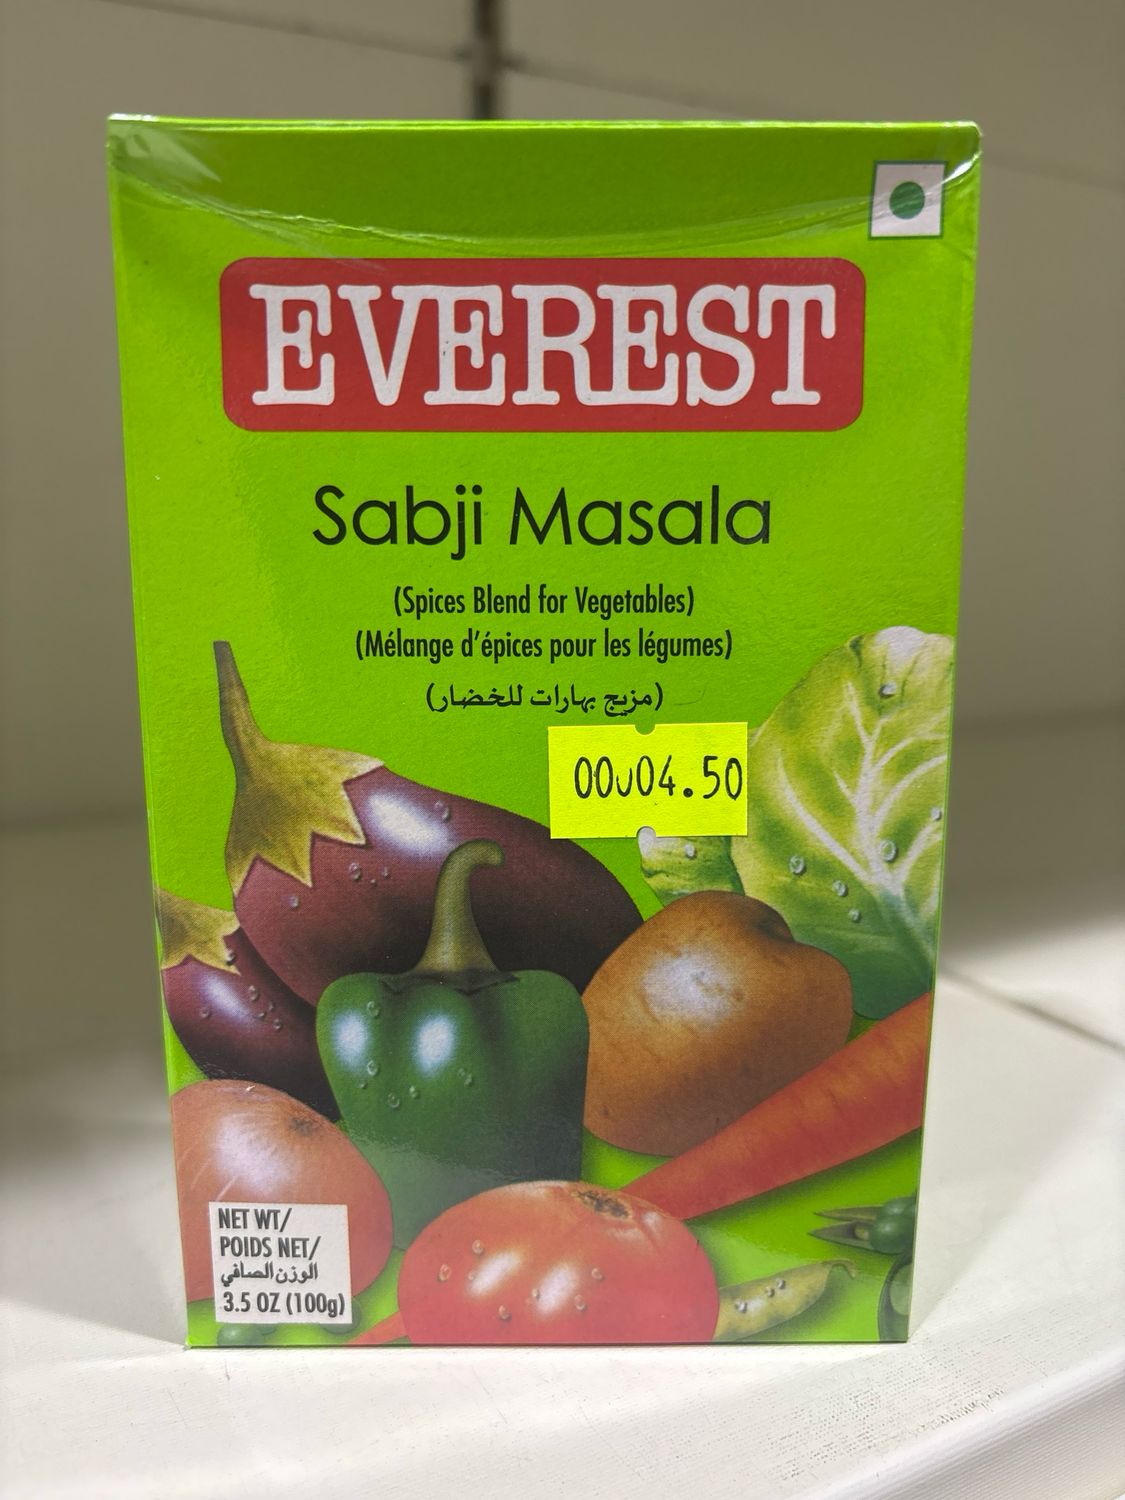 EVEREST
Sabji Masala
(Spices Blend for Vegetables)
(Mélange d'épices pour les légumes)
(مزيج بهارات للخضار)
00004.50
NET WT/
POIDS NET/
الوزن الصافي
3.5 OZ (100g)